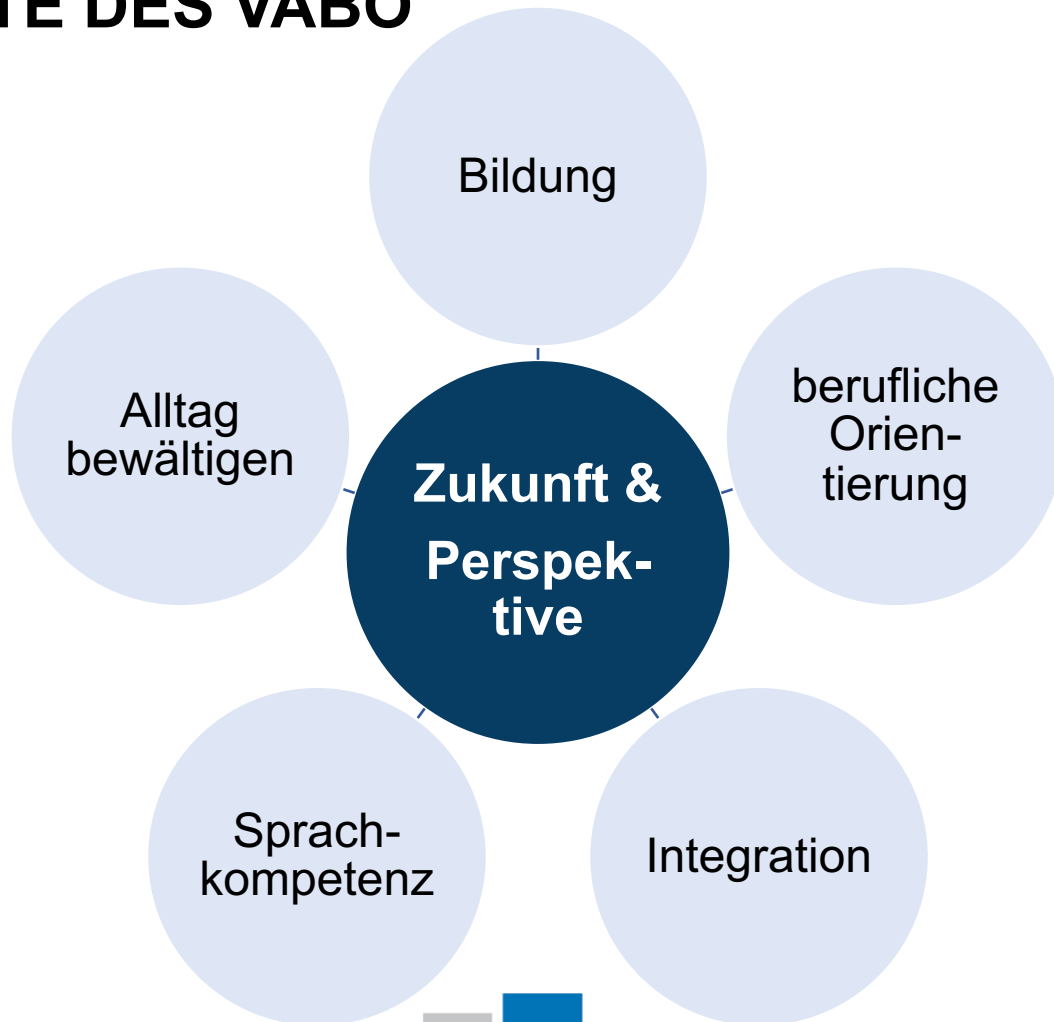 TE DES VABO
Bildung
berufliche
Orien-
tierung
Alltag
bewältigen
Zukunft &
Perspek-
tive
Sprach-
kompetenz
Integration